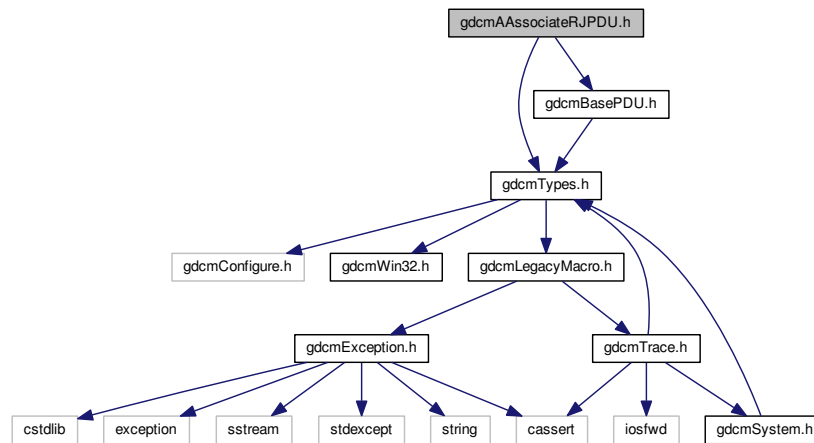 gdcmAAssociateRJPDU.h
gdcmBasePDU.h
gdcmTypes.h
gdcmConfigure.h
gdcmWin32.h
gdcmLegacyMacro.h
gdcmException.h
gdcmTrace.h
cstdlib
exception
sstream
stdexcept
string
cassert
iosfwd
gdcmSystem.h